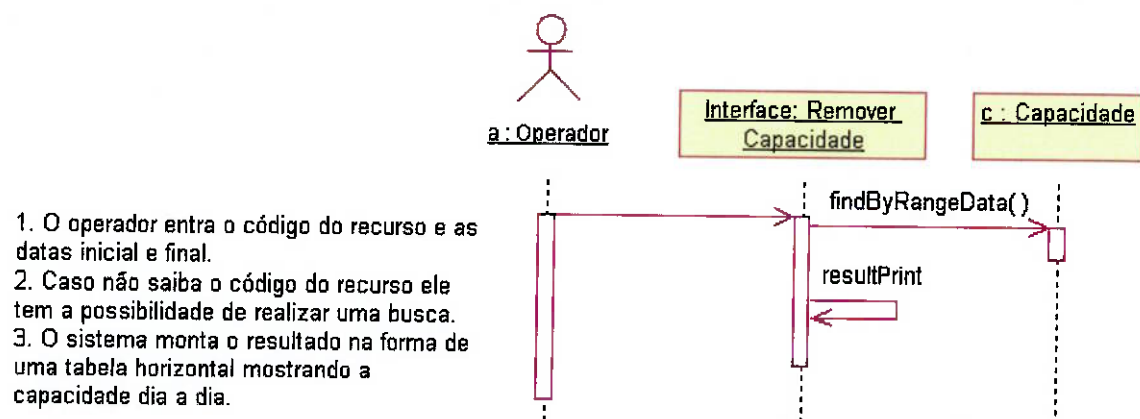 a : Operador
Interface: Remover
Capacidade
c : Capacidade
findByRangeData()
resultPrint
1. O operador entra o código do recurso e as
datas inicial e final.
2. Caso não saiba o código do recurso ele
tem a possibilidade de realizar uma busca.
3. O sistema monta o resultado na forma de
uma tabela horizontal mostrando a
capacidade dia a dia.